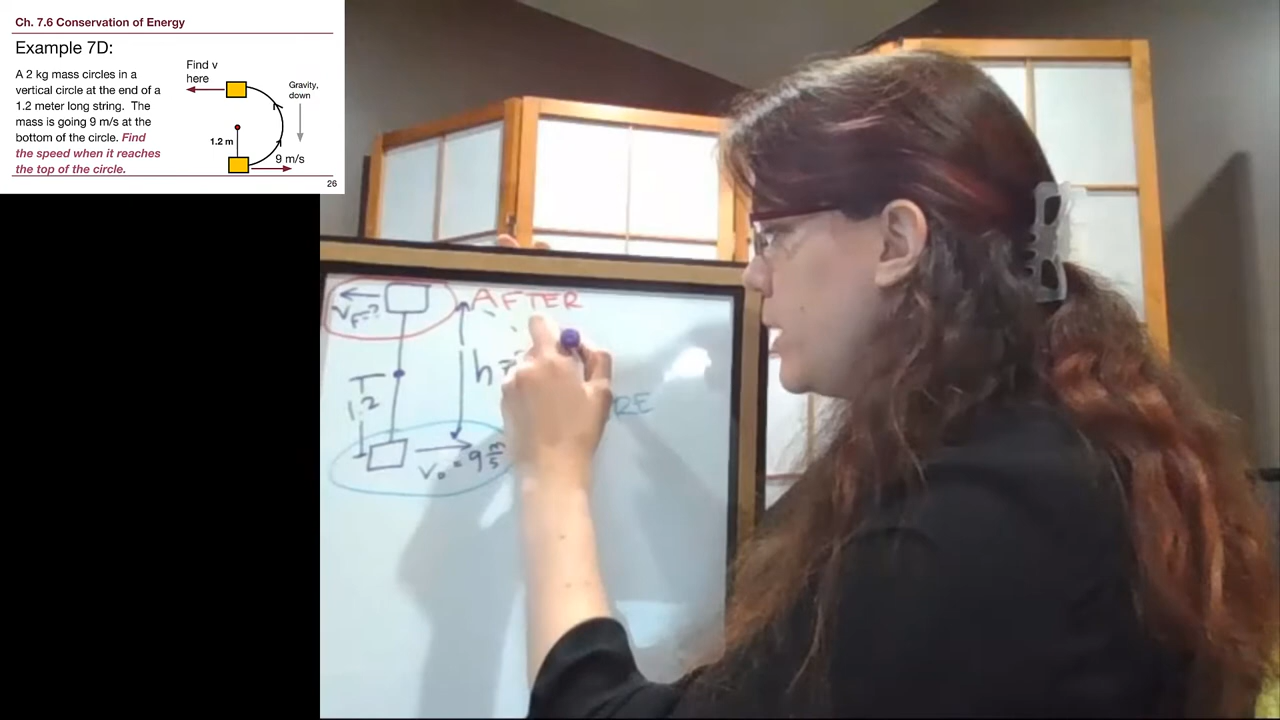 Ch. 7.6 Conservation of Energy
Example 7D:
A 2 kg mass circles in a
vertical circle at the end of a
1.2 meter long string. The
mass is going 9 m/s at the
bottom of the circle. Find
the speed when it reaches
the top of the circle.
Find v
here
Gravity,
down
1.2 m
9 m/s
26
AFTER
V_F=?
h =
1.2
RE
V₀ = 9 m/s